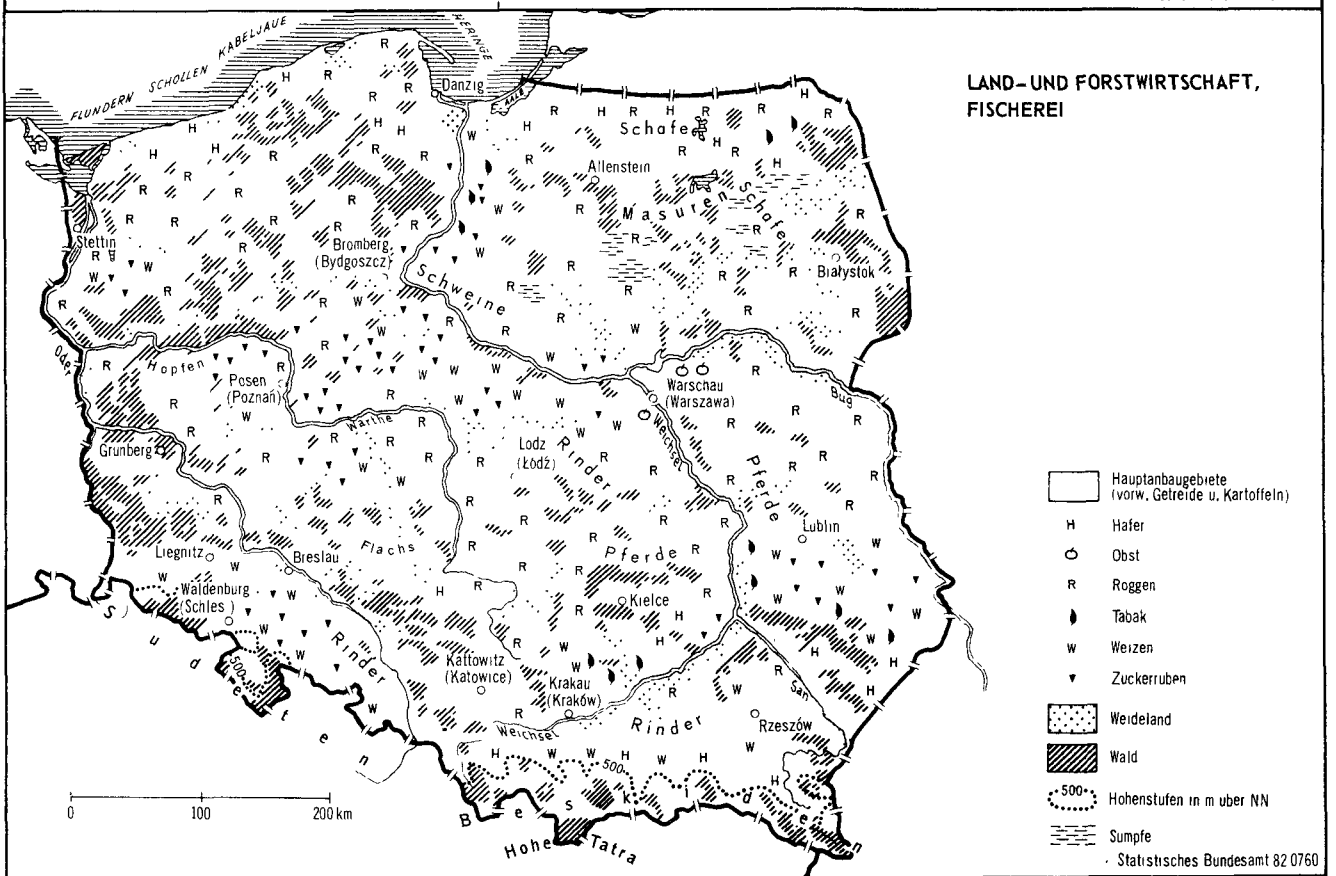 LAND- UND FORSTWIRTSCHAFT,
FISCHEREI
FLUNDERN SCHOLLEN KABELJAUE
HERINGE
AALE
Danzig
Schafe
Allenstein
Masuren
Schafe
Białystok
Stettin
Bromberg
(Bydgoszcz)
Schweine
Oder
Hopfen
Posen
(Poznań)
Warthe
Warschau
(Warszawa)
Weichsel
Bug
Grunberg
Lodz
(Łódź)
Rinder
Pferde
Lublin
Liegnitz
Breslau
Flachs
Pferde
Kielce
Waldenburg
(Schles)
Sudeten
500
Rinder
Kattowitz
(Katowice)
Krakau
(Kraków)
Weichsel
Rinder
San
Rzeszów
500
Beskiden
Hohe Tatra
0 100 200 km
Hauptanbaugebiete
(vorw. Getreide u. Kartoffeln)
H Hafer
Obst
R Roggen
Tabak
W Weizen
Zuckerruben
Weideland
Wald
500 Hohenstufen in m uber NN
Sumpfe
Statistisches Bundesamt 82 0760